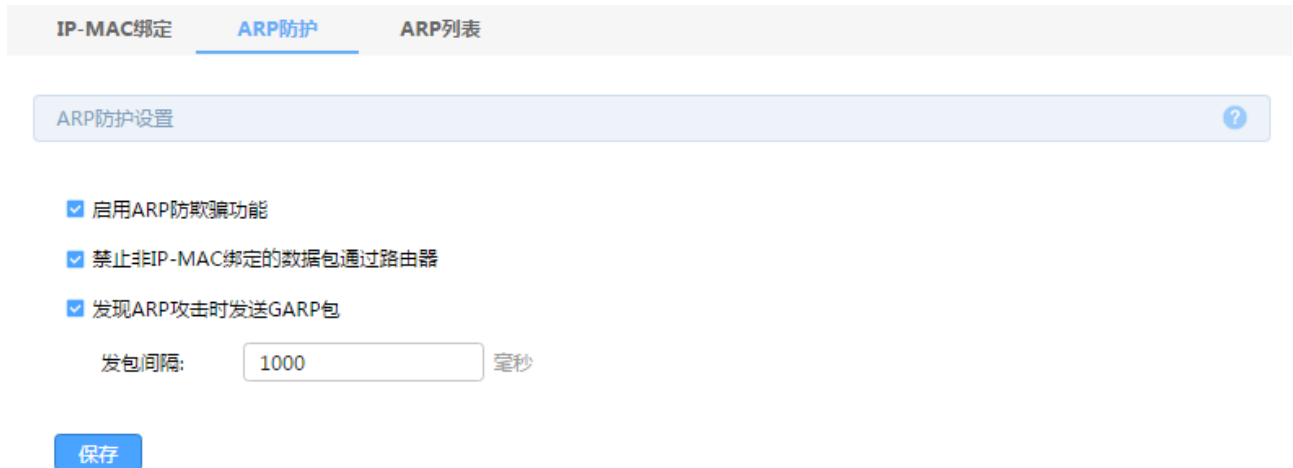 IP-MAC绑定 ARP防护 ARP列表
ARP防护设置 ?
启用ARP防欺骗功能
禁止非IP-MAC绑定的数据包通过路由器
发现ARP攻击时发送GARP包
发包间隔: 1000 毫秒
保存